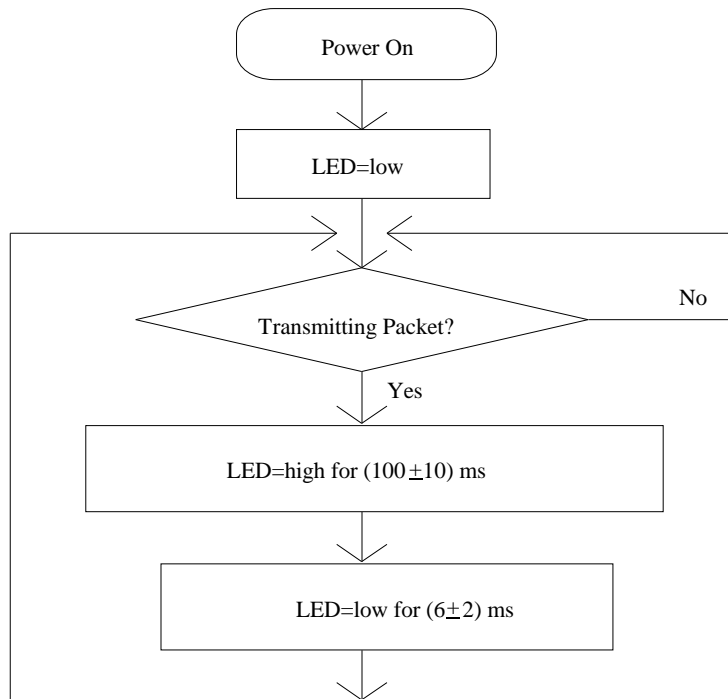 Power On
LED=low
No
Transmitting Packet?
Yes
LED=high for (100±10) ms
LED=low for (6±2) ms